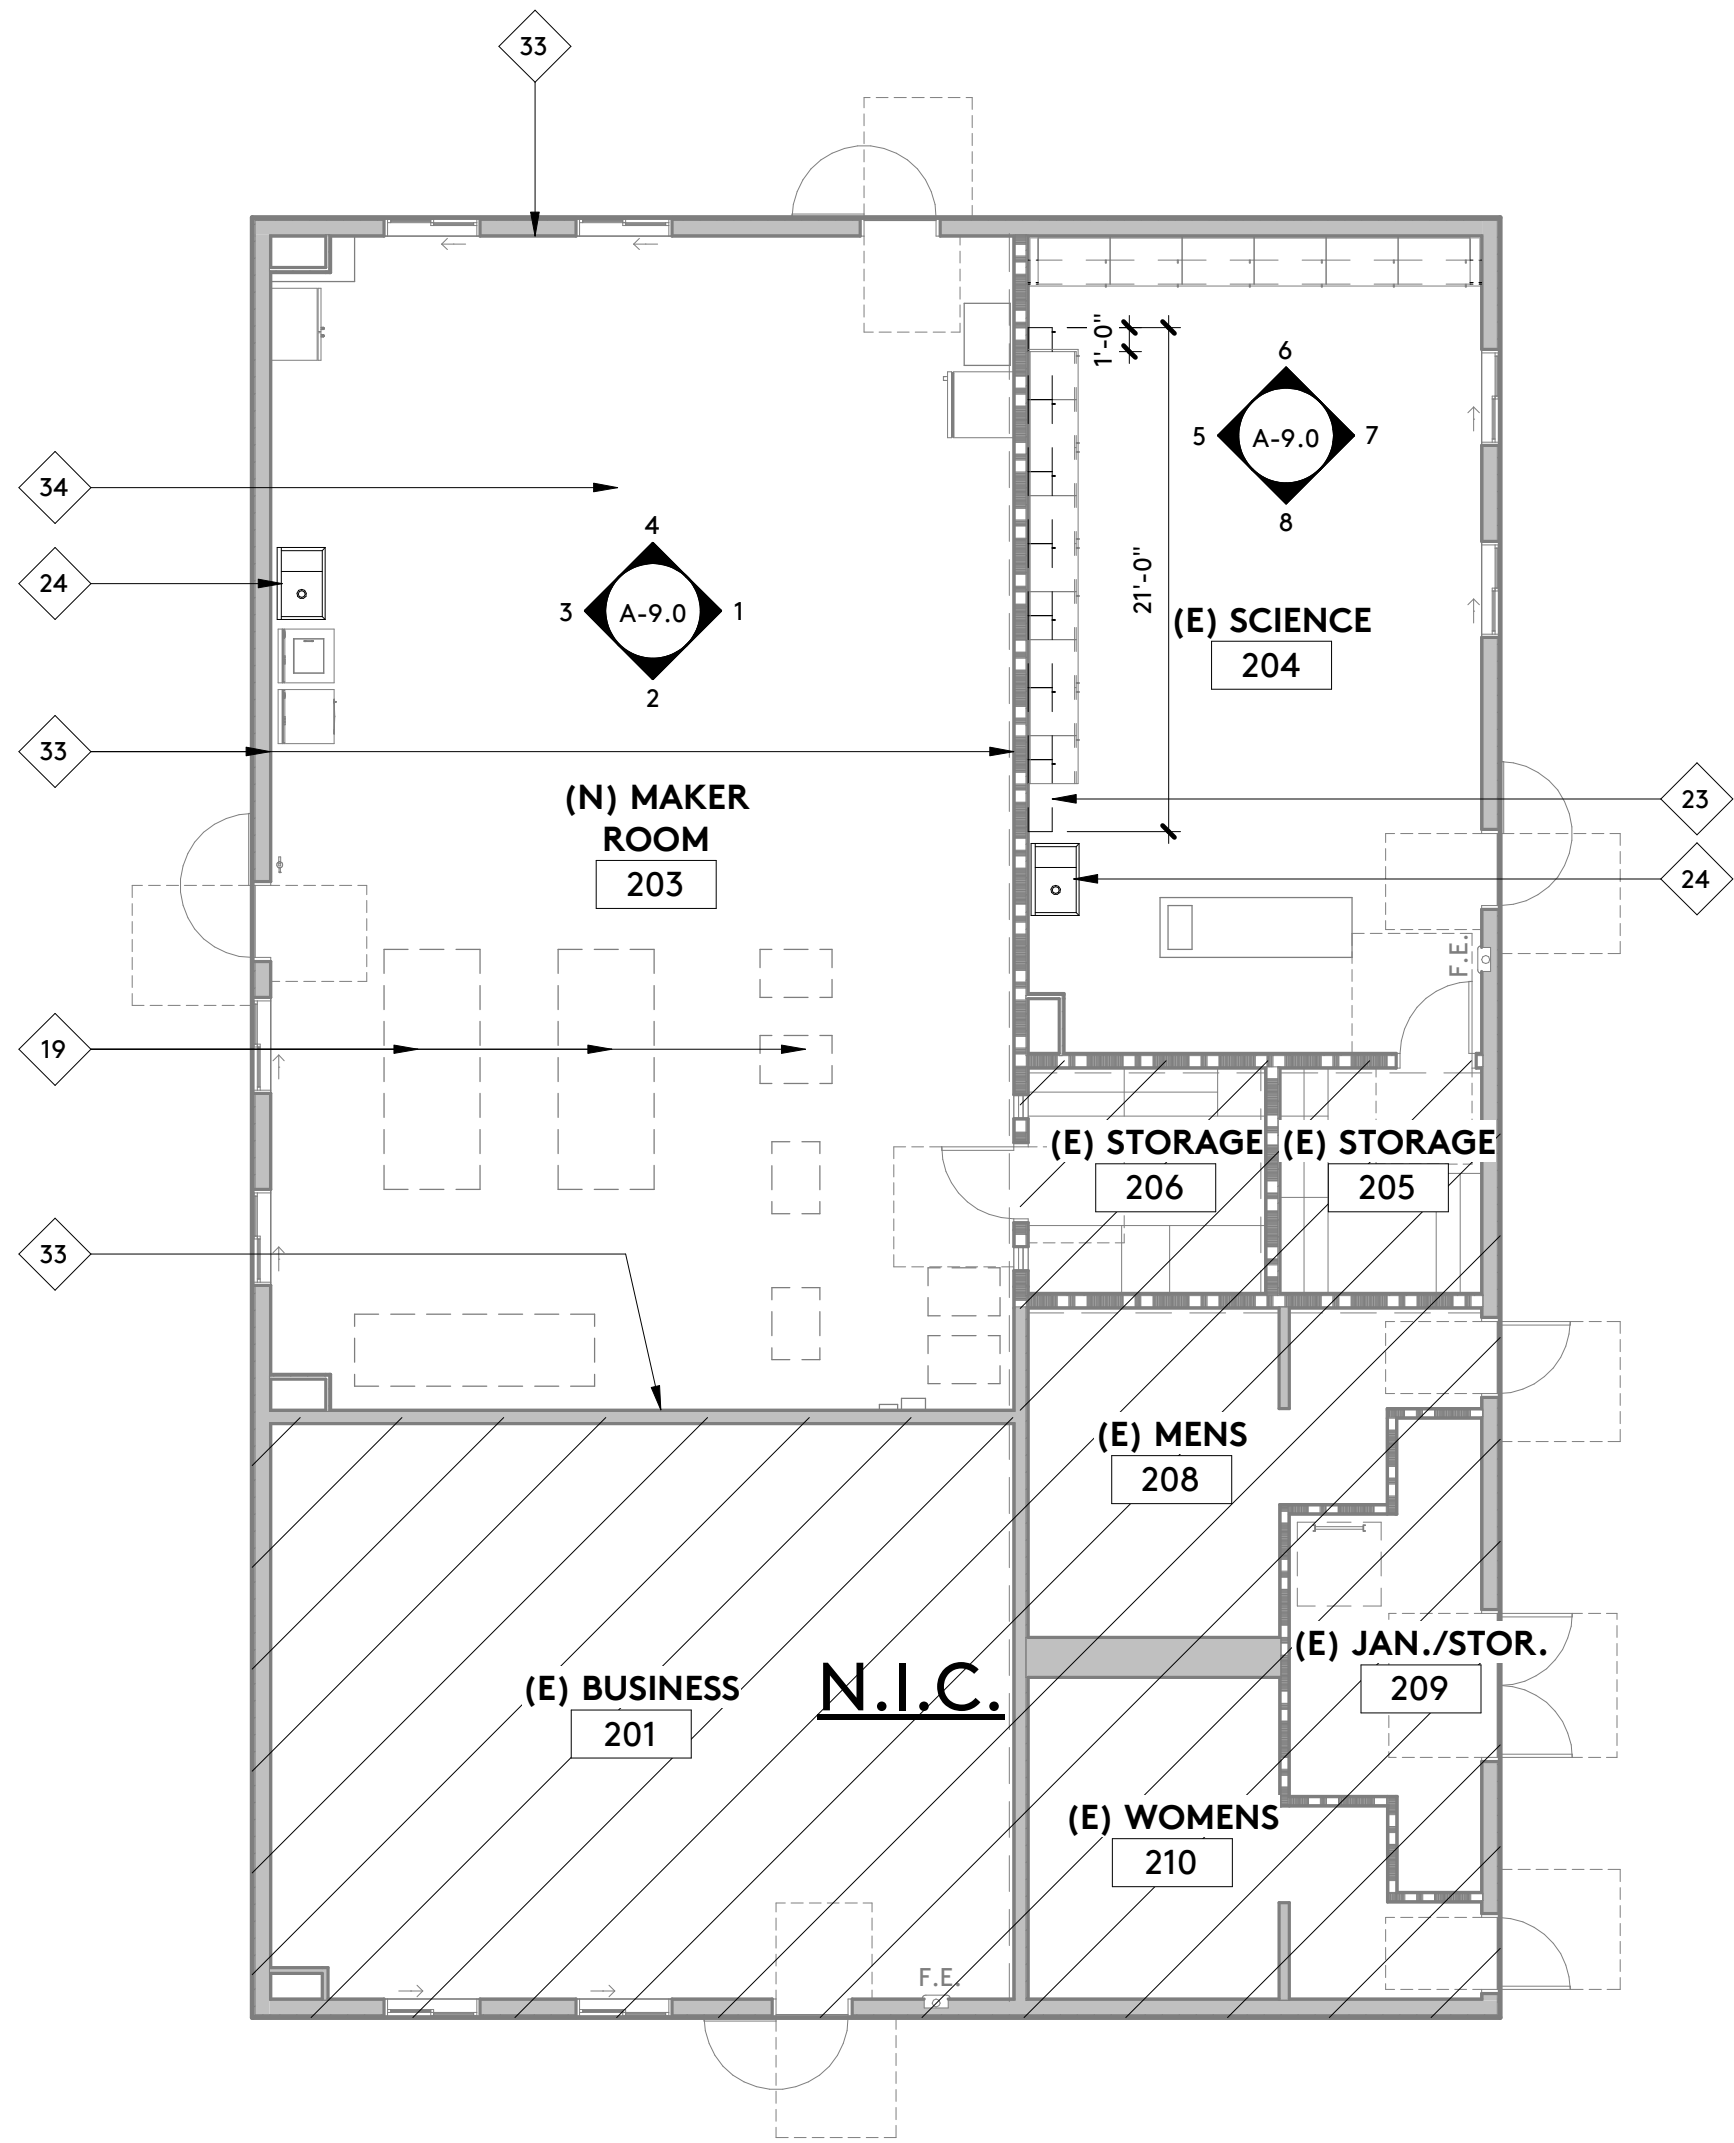 33
1'-0"
6
5
A-9.0
7
8
34
4
24
3
A-9.0
1
2
21'-0"
(E) SCIENCE
204
33
(N) MAKER
ROOM
203
23
24
F.E.
19
(E) STORAGE
206
(E) STORAGE
205
33
(E) MENS
208
(E) JAN./STOR.
209
(E) BUSINESS
201
N.I.C.
(E) WOMENS
210
F.E.